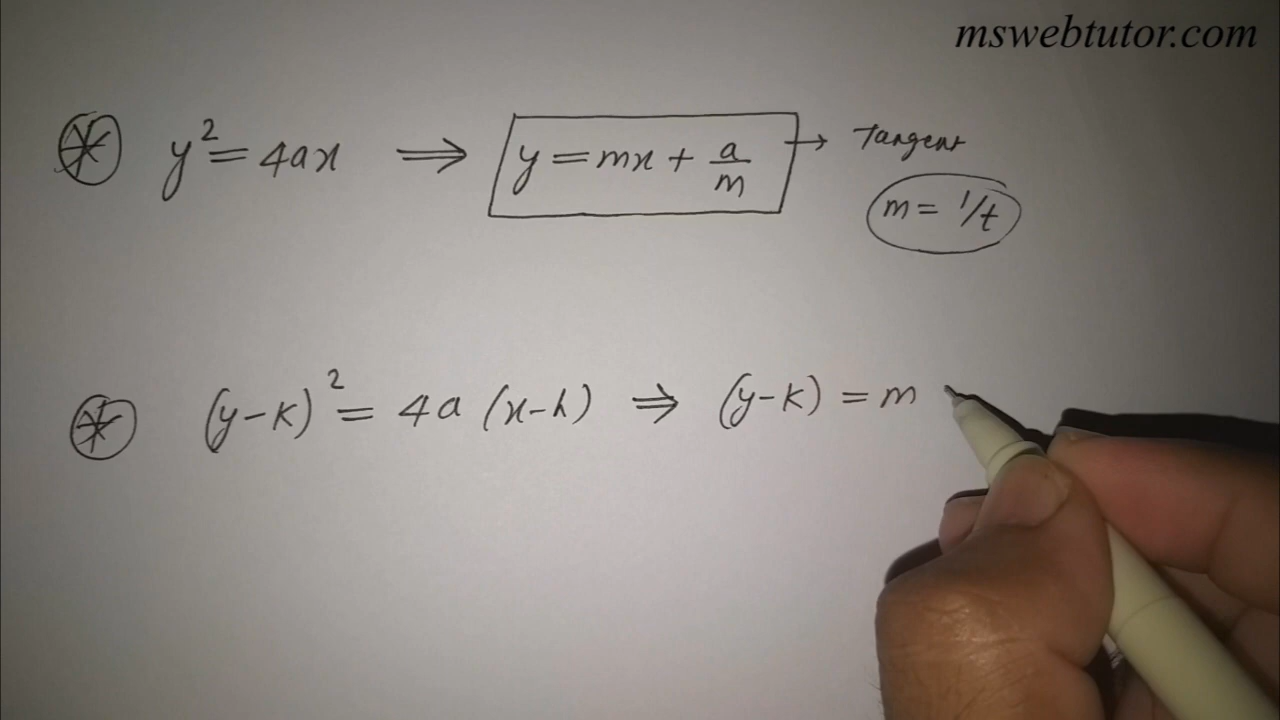 mswebtutor.com
y² = 4ax ⟹ y = mx + a/m → Tangent
m = 1/t
(y-k)² = 4a (x-h) ⇒ (y-k) = m